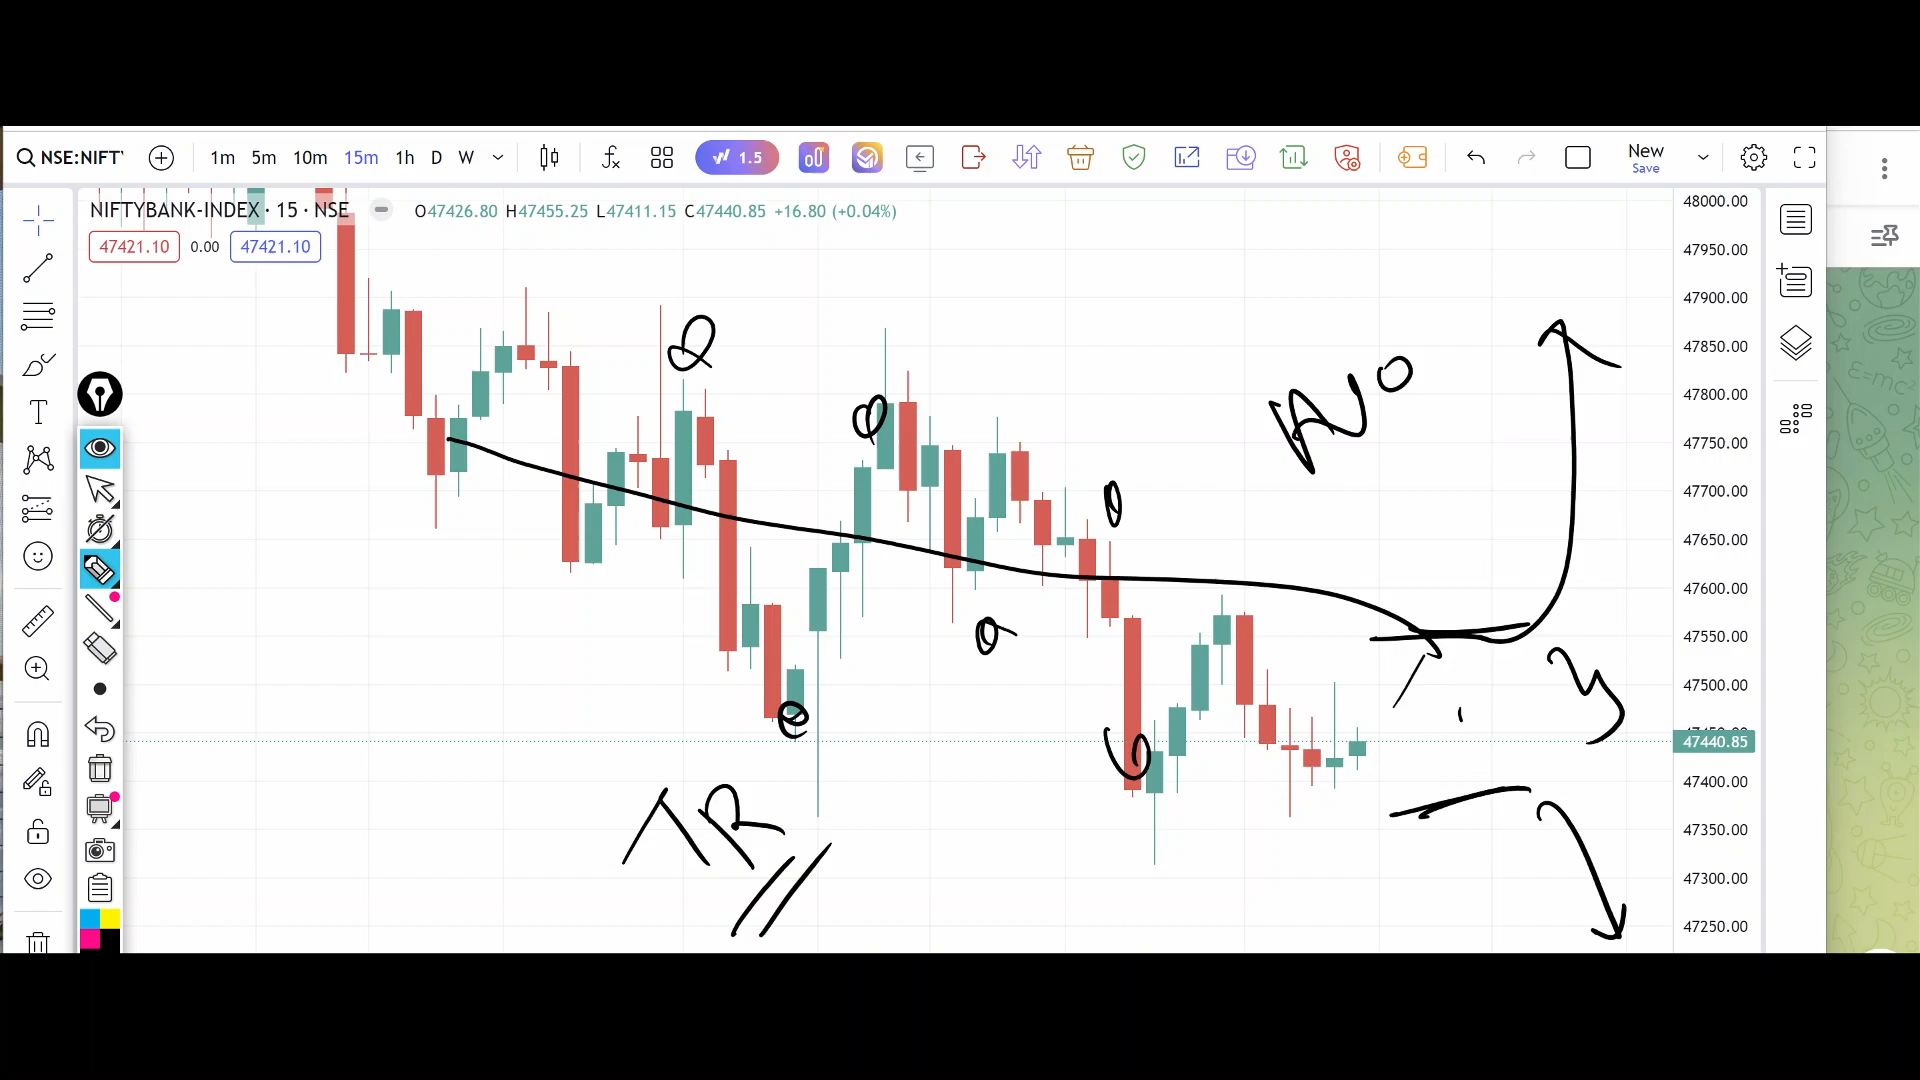 NSE:NIFT
1m 5m 10m 15m 1h D W
1.5
New
Save
NIFTYBANK-INDEX · 15 · NSE
O47426.80 H47455.25 L47411.15 C47440.85 +16.80 (+0.04%)
47421.10 0.00 47421.10
48000.00
47950.00
47900.00
47850.00
47800.00
47750.00
47700.00
47650.00
47600.00
47550.00
47500.00
47440.85
47400.00
47350.00
47300.00
47250.00
NO
TR